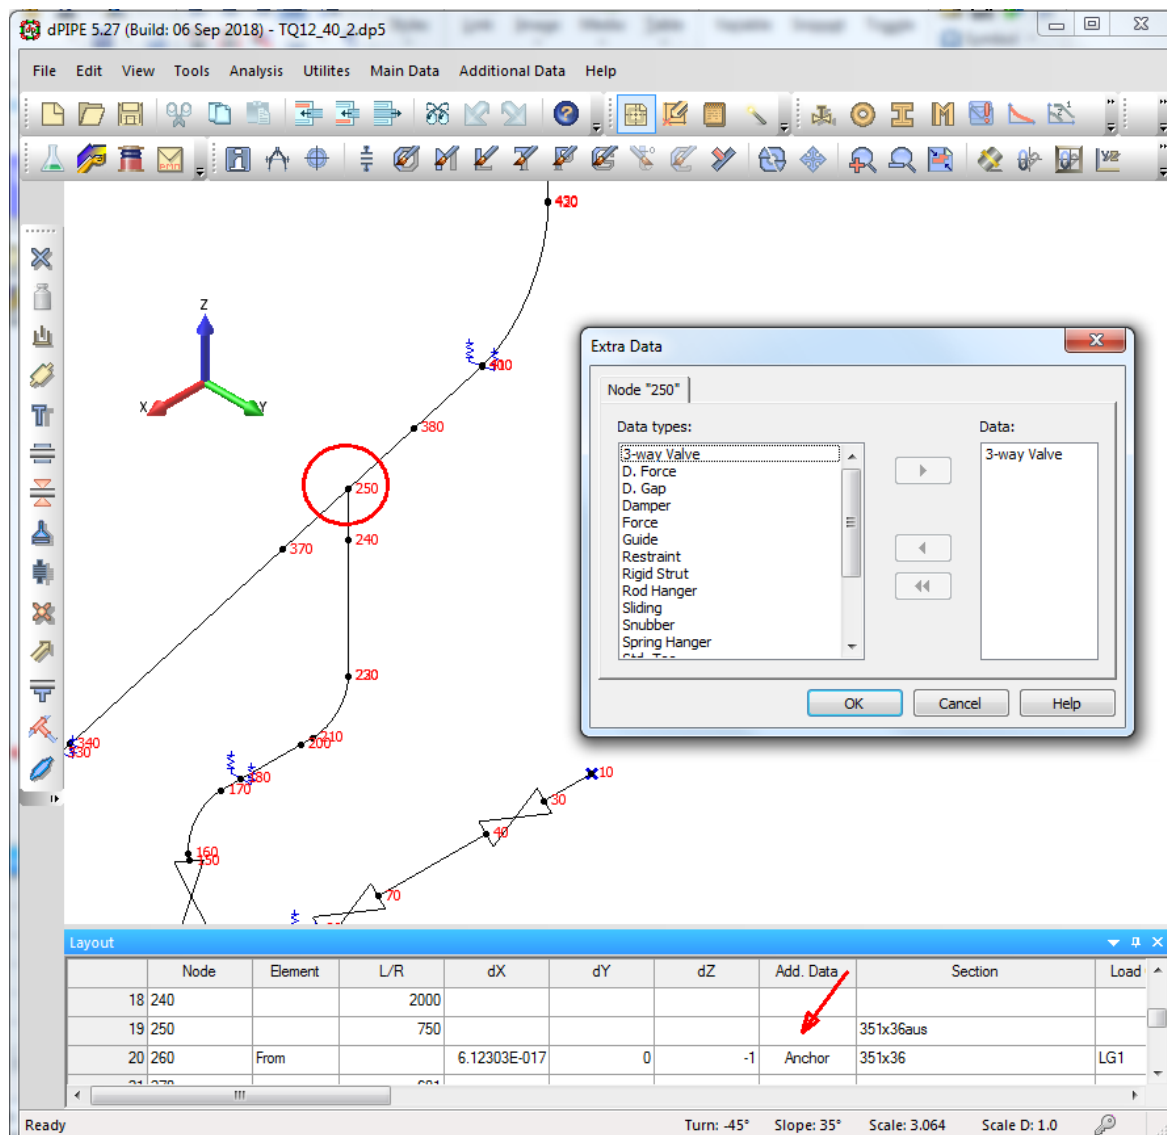 dPIPE 5.27 (Build: 06 Sep 2018) - TQ12_40_2.dp5
File Edit View Tools Analysis Utilites Main Data Additional Data Help
Z
X
Y
420
410
380
250
240
370
230
210
200
340
330
180
170
160
150
10
30
40
70
Extra Data
Node "250"
Data types:
Data:
3-way Valve
D. Force
D. Gap
Damper
Force
Guide
Restraint
Rigid Strut
Rod Hanger
Sliding
Snubber
Spring Hanger
Std. Tee
3-way Valve
OK Cancel Help
Layout
Node Element L/R dX dY dZ Add. Data Section Load
18 240 2000
19 250 750 351x36aus
20 260 From 6.12303E-017 0 -1 Anchor 351x36 LG1
Ready Turn: -45° Slope: 35° Scale: 3.064 Scale D: 1.0